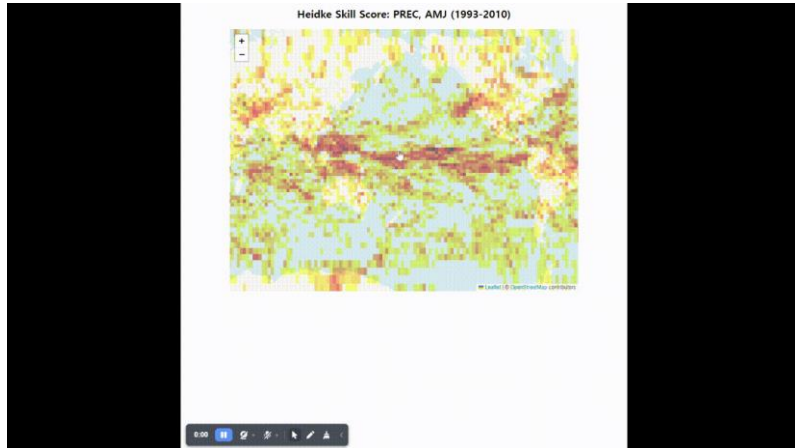 Heidke Skill Score: PREC, AMJ (1993-2010)
+
−
Leaflet | © OpenStreetMap contributors
0:00